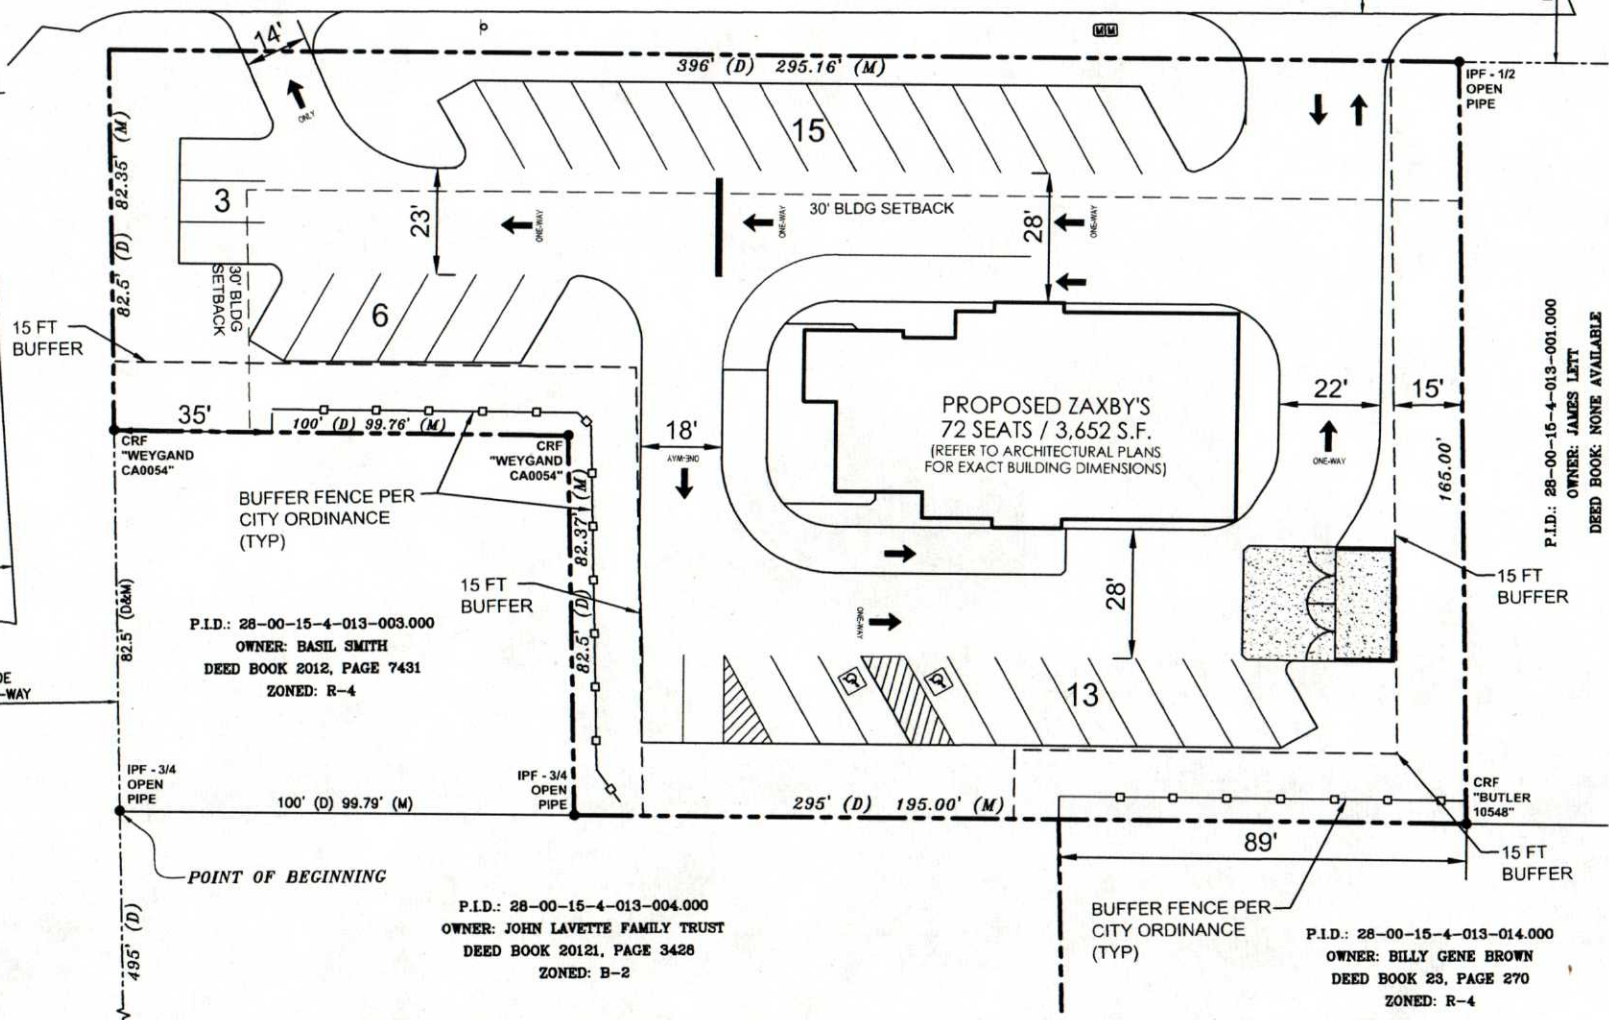 14'
ONLY
396' (D) 295.16' (M)
IPF - 1/2
OPEN
PIPE
82.5' (D) 82.35' (M)
15
3
23'
ONE-WAY
ONE-WAY
30' BLDG SETBACK
28'
ONE-WAY
30' BLDG
SETBACK
6
15 FT
BUFFER
35'
100' (D) 99.76' (M)
CRF
"WEYGAND
CA0054"
CRF
"WEYGAND
CA0054"
18'
ONE-WAY
PROPOSED ZAXBY'S
72 SEATS / 3,652 S.F.
(REFER TO ARCHITECTURAL PLANS
FOR EXACT BUILDING DIMENSIONS)
22'
ONE-WAY
15'
165.00'
P.I.D.: 28-00-15-4-013-001.000
OWNER: JAMES LETT
DEED BOOK: NONE AVAILABLE
BUFFER FENCE PER
CITY ORDINANCE
(TYP)
82.5' (D) 82.37' (M)
15 FT
BUFFER
28'
15 FT
BUFFER
82.5' (D&M)
P.I.D.: 28-00-15-4-013-003.000
OWNER: BASIL SMITH
DEED BOOK 2012, PAGE 7431
ZONED: R-4
ONE-WAY
DE
-WAY
13
IPF - 3/4
OPEN
PIPE
IPF - 3/4
OPEN
PIPE
100' (D) 99.79' (M)
295' (D) 195.00' (M)
CRF
"BUTLER
10548"
89'
15 FT
BUFFER
POINT OF BEGINNING
495' (D)
P.I.D.: 28-00-15-4-013-004.000
OWNER: JOHN LAVETTE FAMILY TRUST
DEED BOOK 20121, PAGE 3428
ZONED: B-2
BUFFER FENCE PER
CITY ORDINANCE
(TYP)
P.I.D.: 28-00-15-4-013-014.000
OWNER: BILLY GENE BROWN
DEED BOOK 23, PAGE 270
ZONED: R-4